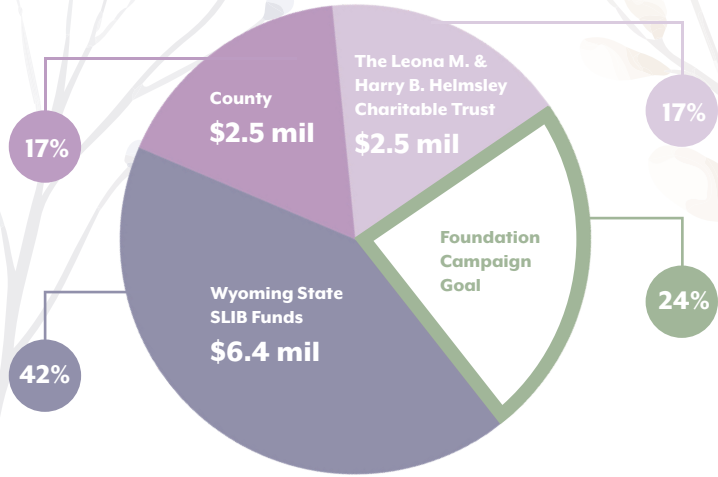 The Leona M. &
Harry B. Helmsley
Charitable Trust
$2.5 mil
17%
County
$2.5 mil
17%
Foundation
Campaign
Goal
24%
Wyoming State
SLIB Funds
$6.4 mil
42%